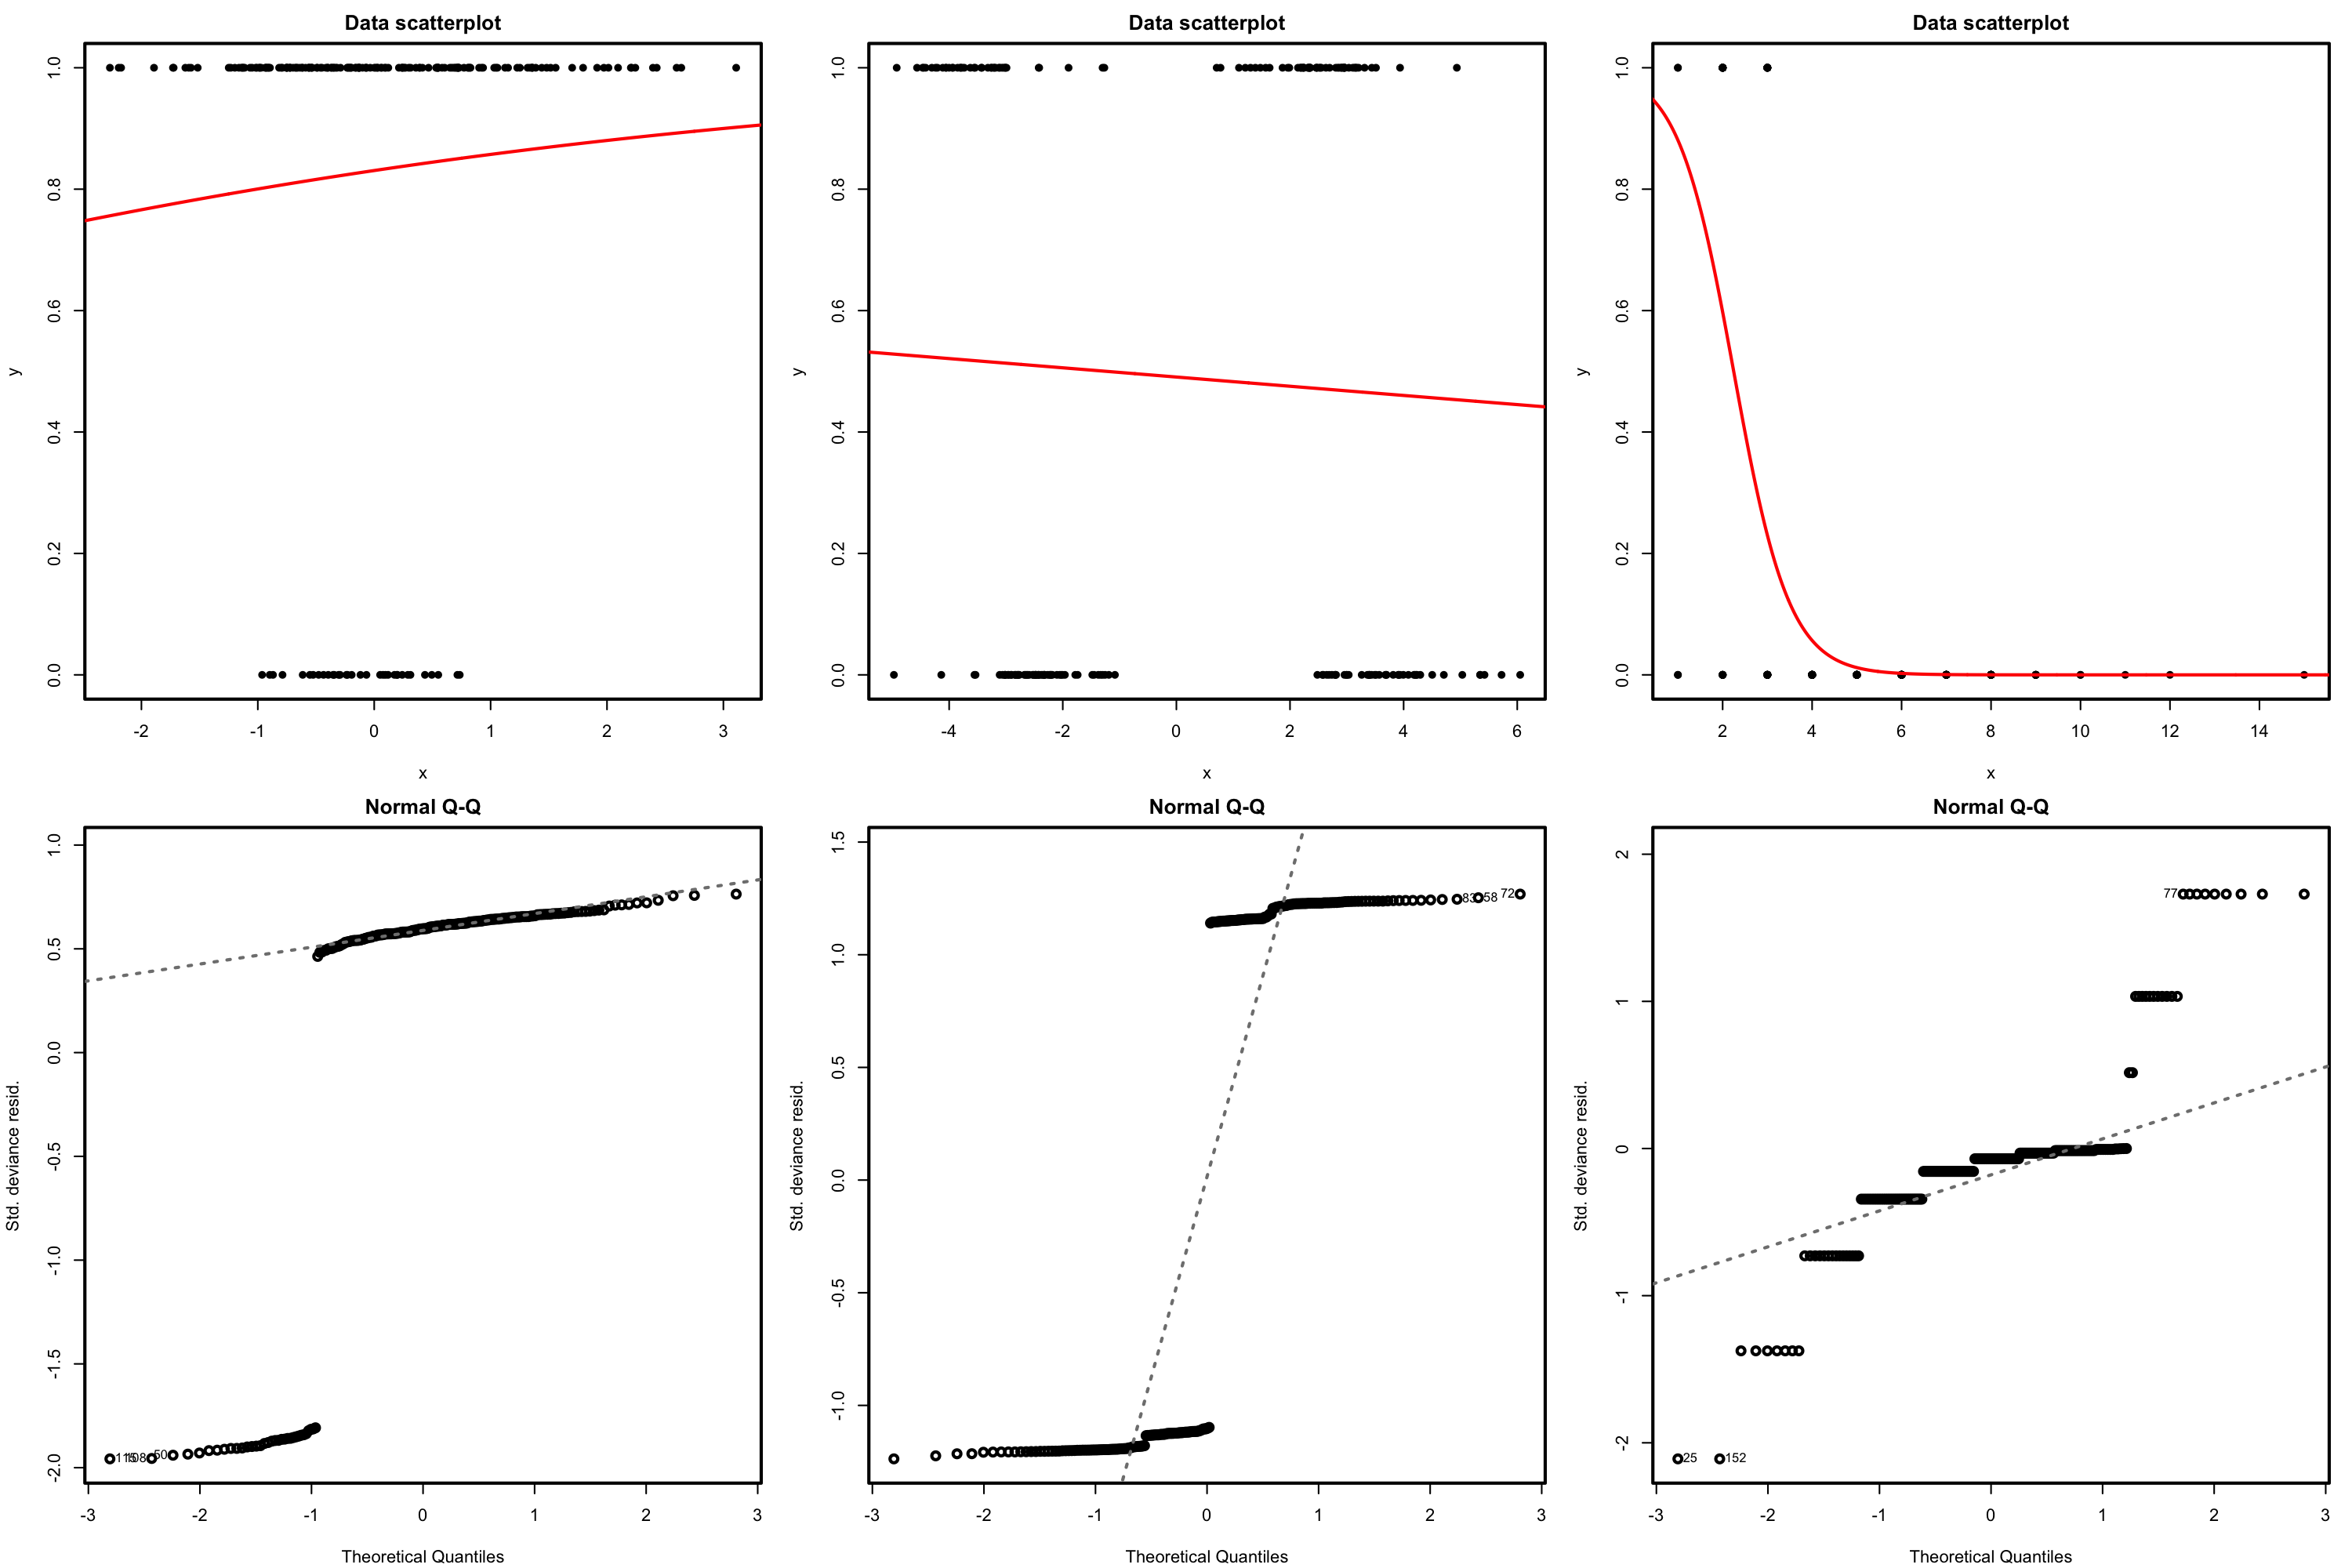 Data scatterplot
y
1.0
0.8
0.6
0.4
0.2
0.0
-2 -1 0 1 2 3
x
Data scatterplot
y
1.0
0.8
0.6
0.4
0.2
0.0
-4 -2 0 2 4 6
x
Data scatterplot
y
1.0
0.8
0.6
0.4
0.2
0.0
2 4 6 8 10 12 14
x
Normal Q-Q
Std. deviance resid.
1.0
0.5
0.0
-0.5
-1.0
-1.5
-2.0
108 50
-3 -2 -1 0 1 2 3
Theoretical Quantiles
Normal Q-Q
Std. deviance resid.
1.5
1.0
0.5
0.0
-0.5
-1.0
83 58 72
-3 -2 -1 0 1 2 3
Theoretical Quantiles
Normal Q-Q
Std. deviance resid.
2
1
0
-1
-2
77
25 152
-3 -2 -1 0 1 2 3
Theoretical Quantiles